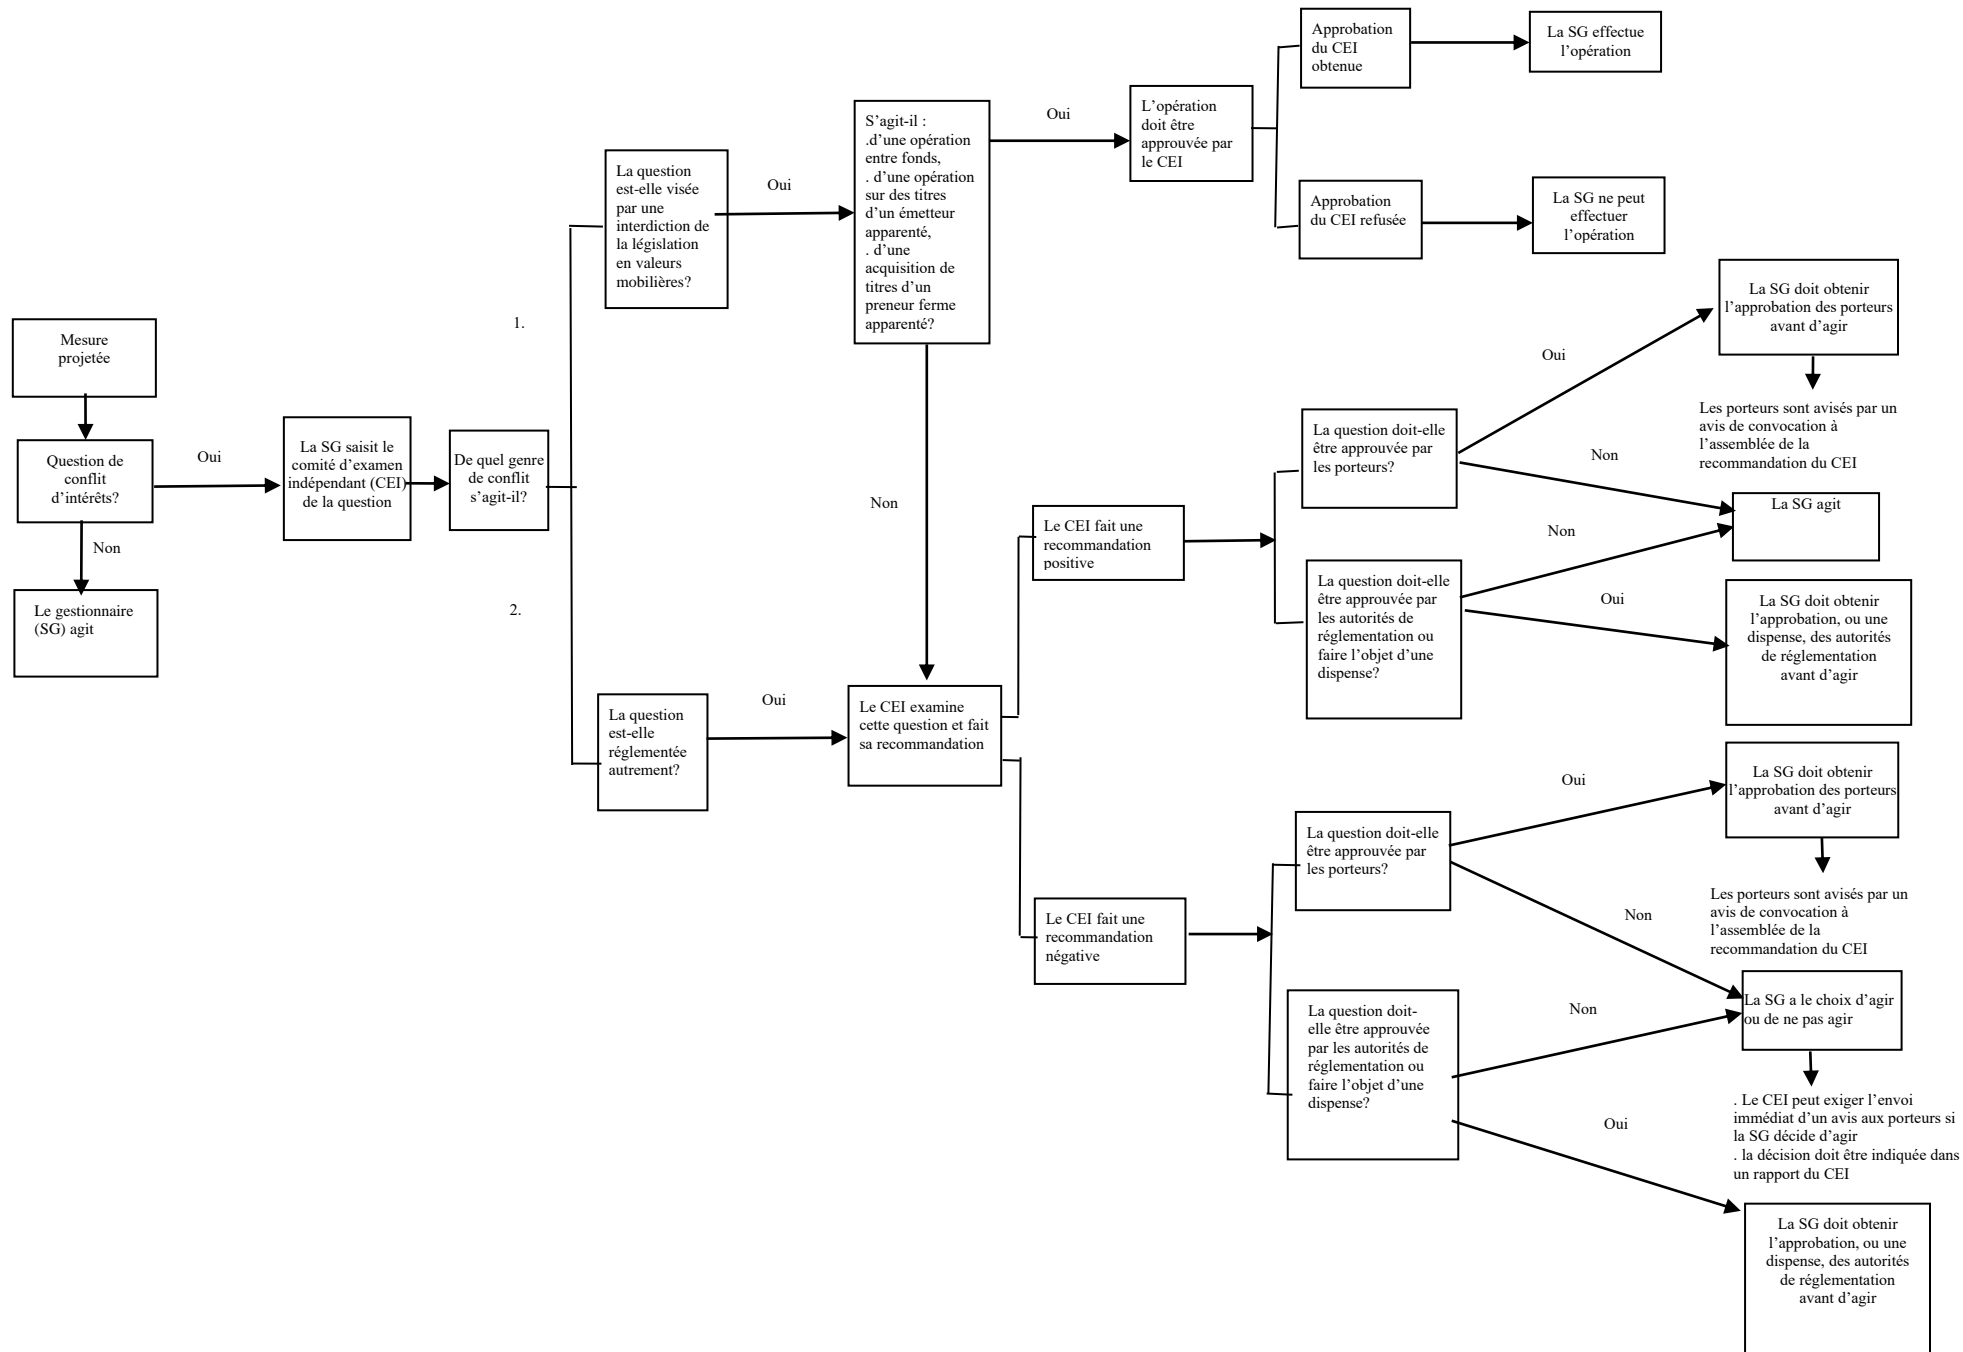 Mesure
projetée
Question de
conflit
d’intérêts?
Oui
Non
Le gestionnaire
(SG) agit
La SG saisit le
comité d’examen
indépendant (CEI)
de la question
De quel genre
de conflit
s’agit-il?
1.
2.
La question
est-elle visée
par une
interdiction de
la législation
en valeurs
mobilières?
Oui
S’agit-il :
.d’une opération
entre fonds,
. d’une opération
sur des titres
d’un émetteur
apparenté,
. d’une
acquisition de
titres d’un
preneur ferme
apparenté?
Oui
Non
L’opération
doit être
approuvée par
le CEI
Approbation
du CEI
obtenue
La SG effectue
l’opération
Approbation
du CEI refusée
La SG ne peut
effectuer
l’opération
La question
est-elle
réglementée
autrement?
Oui
Le CEI examine
cette question et fait
sa recommandation
Le CEI fait une
recommandation
positive
La question doit-elle
être approuvée par
les porteurs?
Oui
La SG doit obtenir
l’approbation des porteurs
avant d’agir
Les porteurs sont avisés par un
avis de convocation à
l’assemblée de la
recommandation du CEI
Non
La SG agit
La question doit-elle
être approuvée par
les autorités de
réglementation ou
faire l’objet d’une
dispense?
Non
Oui
La SG doit obtenir
l’approbation, ou une
dispense, des autorités
de réglementation
avant d’agir
Le CEI fait une
recommandation
négative
La question doit-elle
être approuvée par
les porteurs?
Oui
La SG doit obtenir
l’approbation des porteurs
avant d’agir
Les porteurs sont avisés par un
avis de convocation à
l’assemblée de la
recommandation du CEI
Non
La SG a le choix d’agir
ou de ne pas agir
. Le CEI peut exiger l’envoi
immédiat d’un avis aux porteurs si
la SG décide d’agir
. la décision doit être indiquée dans
un rapport du CEI
La question doit-
elle être approuvée
par les autorités de
réglementation ou
faire l’objet d’une
dispense?
Non
Oui
La SG doit obtenir
l’approbation, ou une
dispense, des autorités
de réglementation
avant d’agir